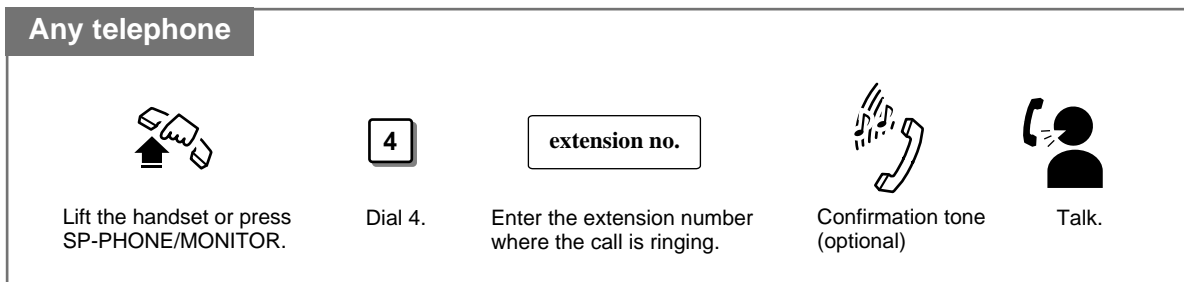 Any telephone
4
extension no.
Lift the handset or press
SP-PHONE/MONITOR.
Dial 4.
Enter the extension number
where the call is ringing.
Confirmation tone
(optional)
Talk.